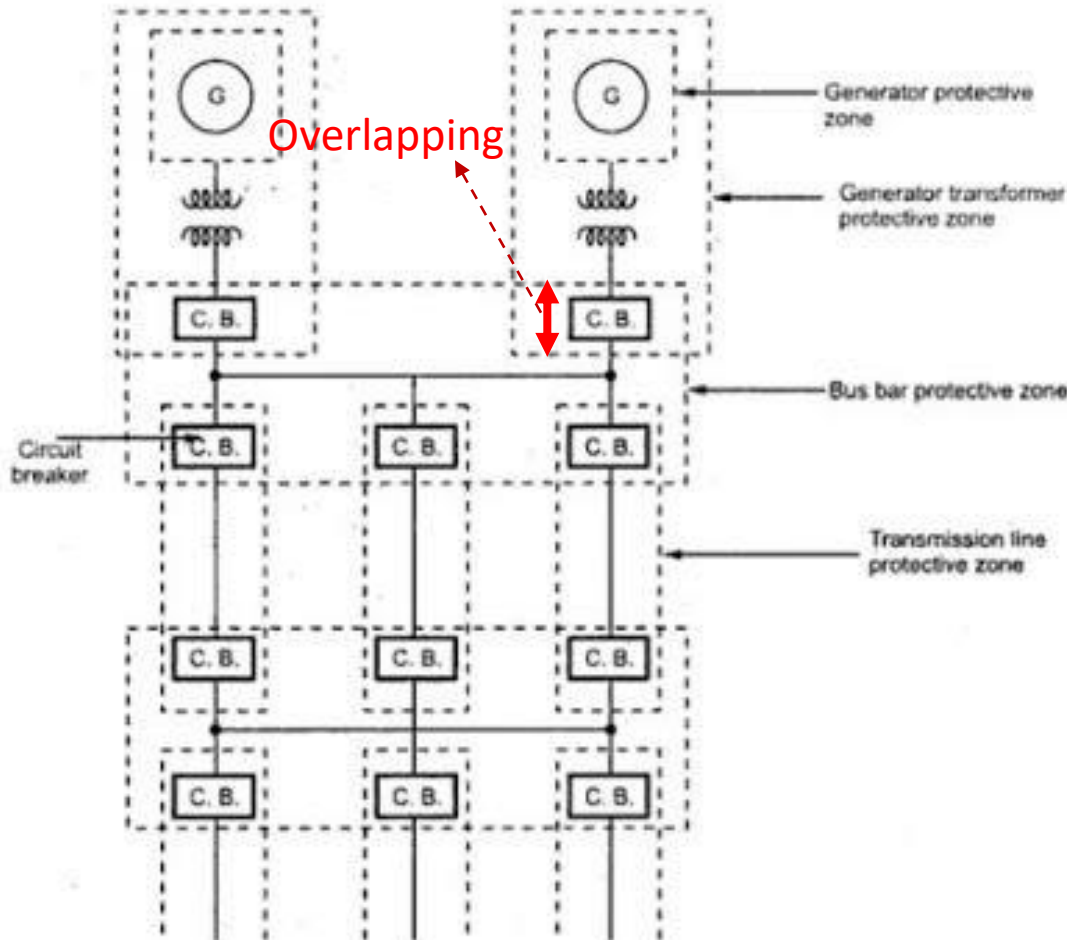 G
G
Overlapping
Generator protective
zone
Generator transformer
protective zone
C. B.
C. B.
Bus bar protective zone
Circuit
breaker
C. B.
C. B.
C. B.
Transmission line
protective zone
C. B.
C. B.
C. B.
C. B.
C. B.
C. B.